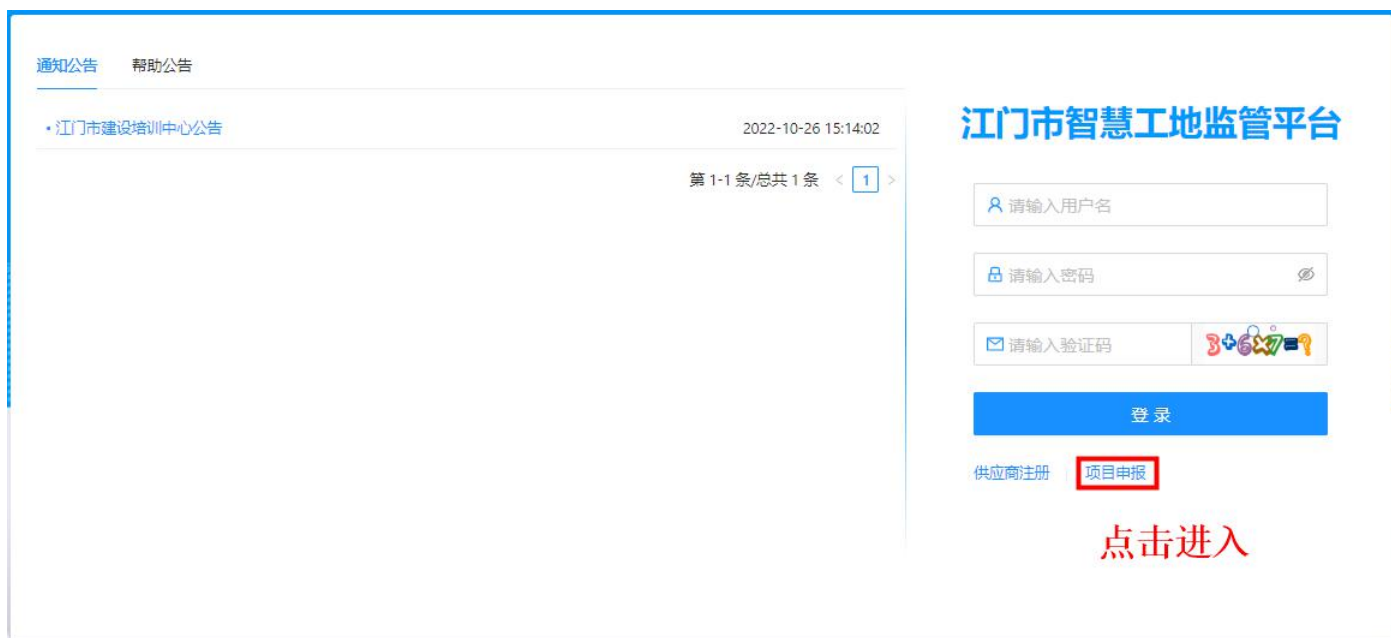 通知公告 帮助公告
• 江门市建设培训中心公告 2022-10-26 15:14:02
第 1-1 条/总共 1 条 < 1 >
江门市智慧工地监管平台
请输入用户名
请输入密码
请输入验证码 3+6×7=?
登 录
供应商注册 项目申报
点击进入